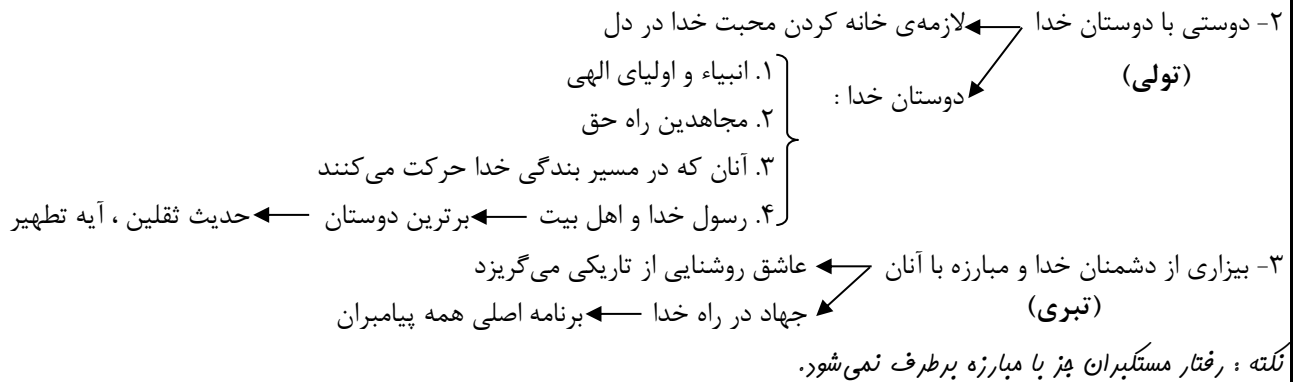 ۲- دوستی با دوستان خدا ← لازمه‌ی خانه کردن محبت خدا در دل
(تولی)
دوستان خدا :
۱. انبیاء و اولیای الهی
۲. مجاهدین راه حق
۳. آنان که در مسیر بندگی خدا حرکت می‌کنند
۴. رسول خدا و اهل بیت ← برترین دوستان ← حدیث ثقلین ، آیه تطهیر
۳- بیزاری از دشمنان خدا و مبارزه با آنان ← عاشق روشنایی از تاریکی می‌گریزد
(تبری)
جهاد در راه خدا ← برنامه اصلی همه پیامبران
نکته : رفتار مستکبران جز با مبارزه برطرف نمی‌شود.